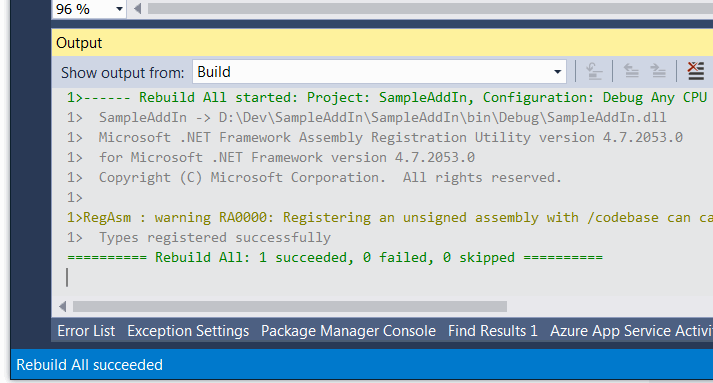 96 %
Output
Show output from: Build
1>------ Rebuild All started: Project: SampleAddIn, Configuration: Debug Any CPU
1>  SampleAddIn -> D:\Dev\SampleAddIn\SampleAddIn\bin\Debug\SampleAddIn.dll
1>  Microsoft .NET Framework Assembly Registration Utility version 4.7.2053.0
1>  for Microsoft .NET Framework version 4.7.2053.0
1>  Copyright (C) Microsoft Corporation.  All rights reserved.
1>
1>RegAsm : warning RA0000: Registering an unsigned assembly with /codebase can ca
1>  Types registered successfully
========== Rebuild All: 1 succeeded, 0 failed, 0 skipped ==========
Error List Exception Settings Package Manager Console Find Results 1 Azure App Service Activi
Rebuild All succeeded